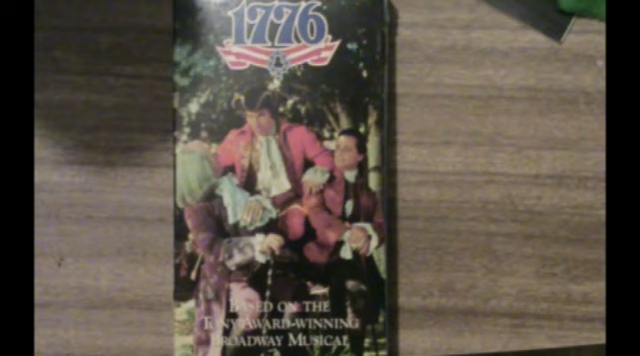 1776
BASED ON THE
TONY AWARD-WINNING
BROADWAY MUSICAL